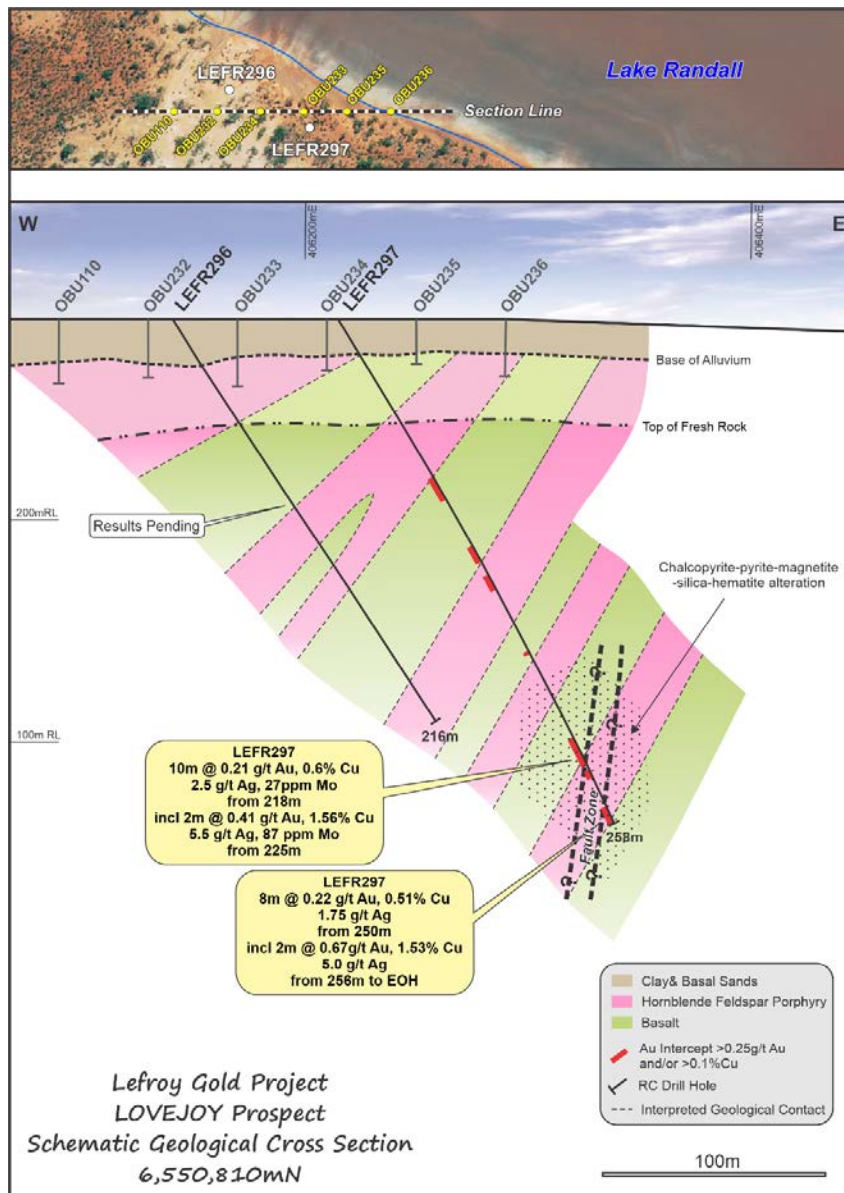 LEFR296
OBU233
OBU235
OBU236
Lake Randall
Section Line
OBU110
OBU232
OBU234
LEFR297
W
E
406200mE
406400mE
OBU110
OBU232
LEFR296
OBU233
OBU234
LEFR297
OBU235
OBU236
Base of Alluvium
Top of Fresh Rock
200mRL
Results Pending
Chalcopyrite-pyrite-magnetite
-silica-hematite alteration
?
?
216m
100m RL
LEFR297
10m @ 0.21 g/t Au, 0.6% Cu
2.5 g/t Ag, 27ppm Mo
from 218m
incl 2m @ 0.41 g/t Au, 1.56% Cu
5.5 g/t Ag, 87 ppm Mo
from 225m
258m
Fault Zone
?
?
LEFR297
8m @ 0.22 g/t Au, 0.51% Cu
1.75 g/t Ag
from 250m
incl 2m @ 0.67g/t Au, 1.53% Cu
5.0 g/t Ag
from 256m to EOH
Clay& Basal Sands
Hornblende Feldspar Porphyry
Basalt
Au Intercept >0.25g/t Au
and/or >0.1%Cu
RC Drill Hole
Interpreted Geological Contact
Lefroy Gold Project
LOVEJOY Prospect
Schematic Geological Cross Section
6,550,810mN
100m